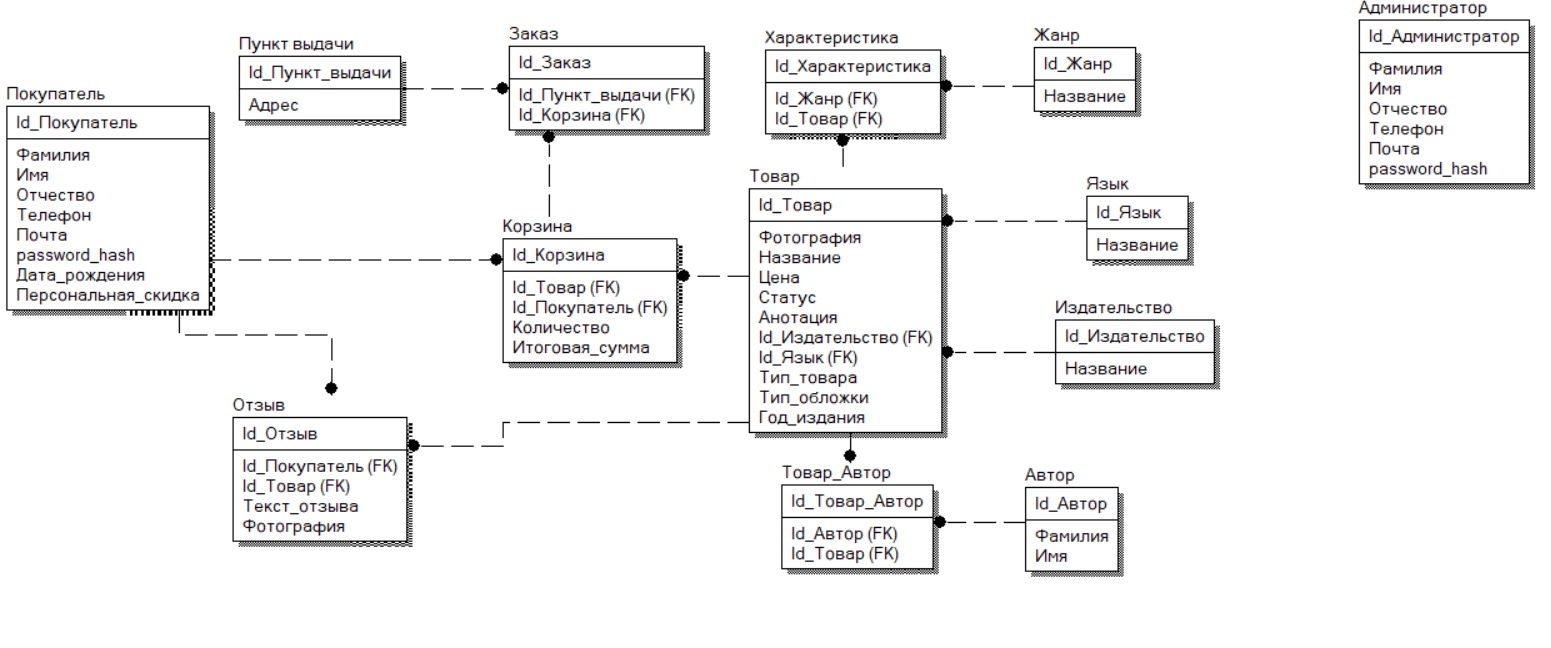 Покупатель
Id_Покупатель
Фамилия
Имя
Отчество
Телефон
Почта
password_hash
Дата_рождения
Персональная_скидка
Пункт выдачи
Id_Пункт_выдачи
Адрес
Заказ
Id_Заказ
Id_Пункт_выдачи (FK)
Id_Корзина (FK)
Корзина
Id_Корзина
Id_Товар (FK)
Id_Покупатель (FK)
Количество
Итоговая_сумма
Отзыв
Id_Отзыв
Id_Покупатель (FK)
Id_Товар (FK)
Текст_отзыва
Фотография
Характеристика
Id_Характеристика
Id_Жанр (FK)
Id_Товар (FK)
Жанр
Id_Жанр
Название
Товар
Id_Товар
Фотография
Название
Цена
Статус
Анотация
Id_Издательство (FK)
Id_Язык (FK)
Тип_товара
Тип_обложки
Год_издания
Язык
Id_Язык
Название
Издательство
Id_Издательство
Название
Товар_Автор
Id_Товар_Автор
Id_Автор (FK)
Id_Товар (FK)
Автор
Id_Автор
Фамилия
Имя
Администратор
Id_Администратор
Фамилия
Имя
Отчество
Телефон
Почта
password_hash